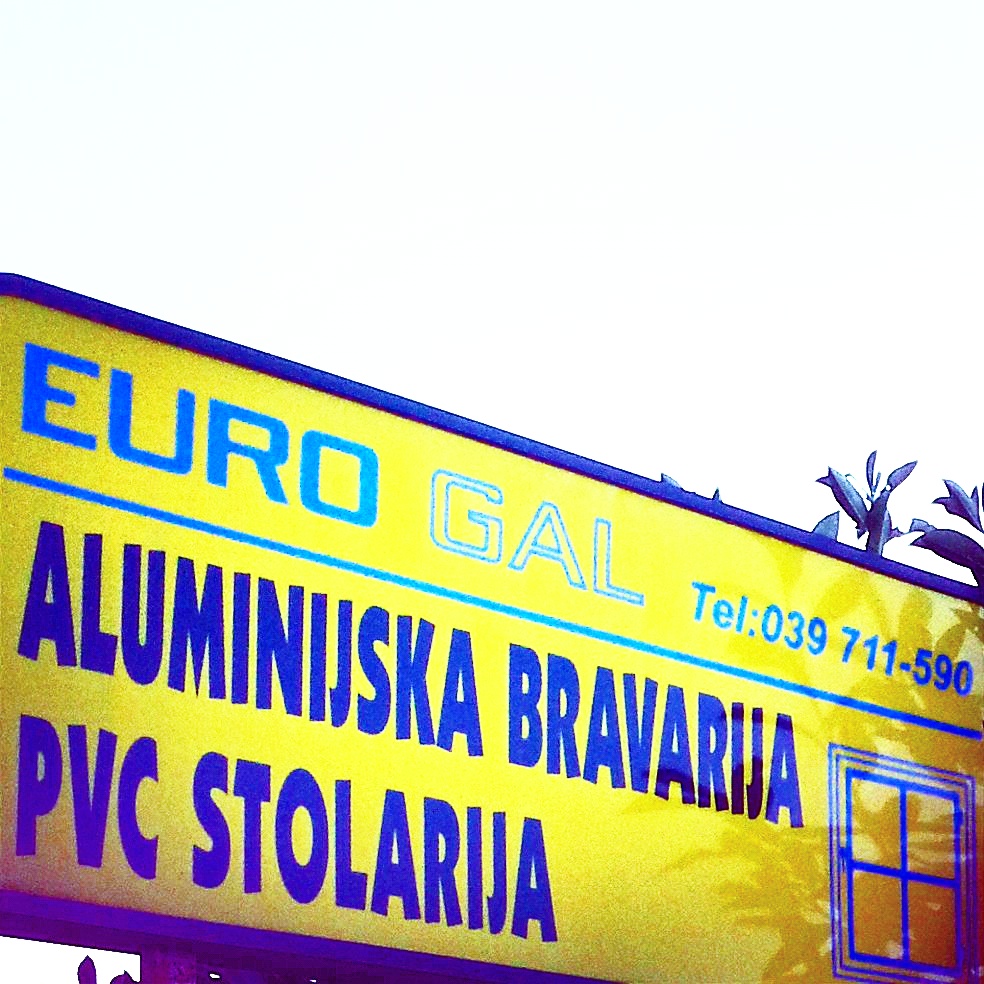 EURO GAL Tel:039 711-590
ALUMINIJSKA BRAVARIJA
PVC STOLARIJA